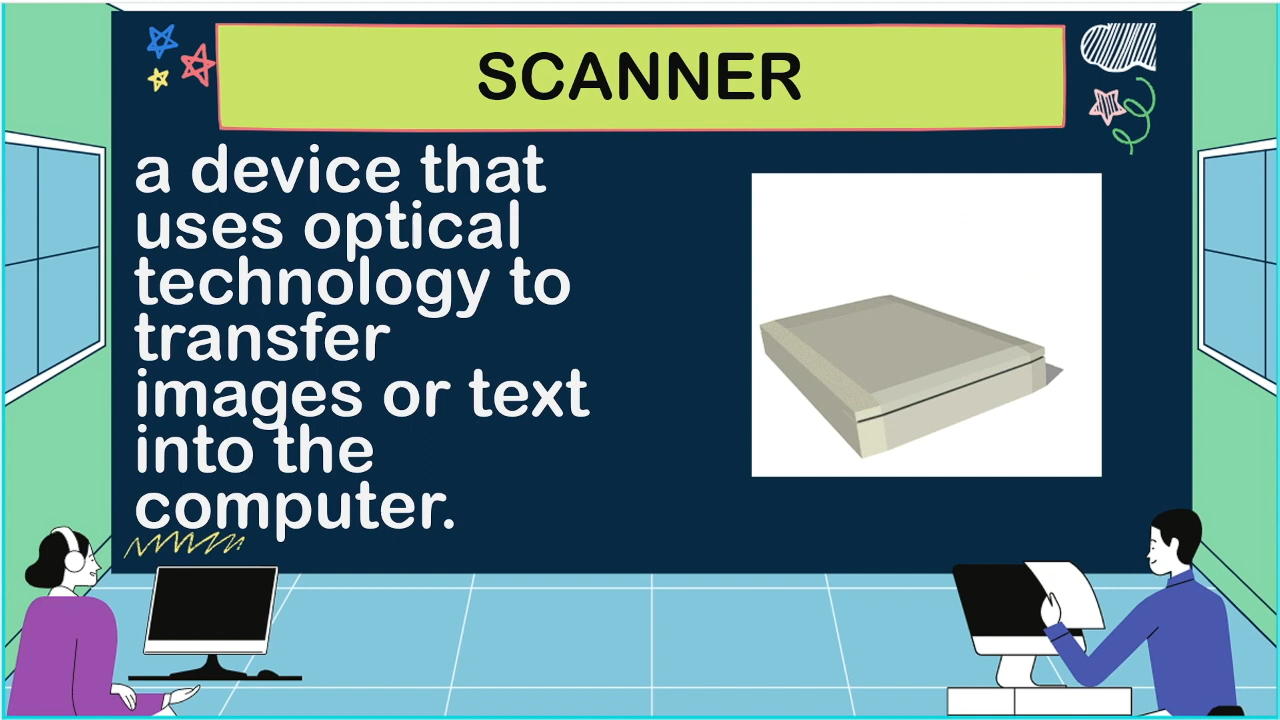 SCANNER
a device that
uses optical
technology to
transfer
images or text
into the
computer.